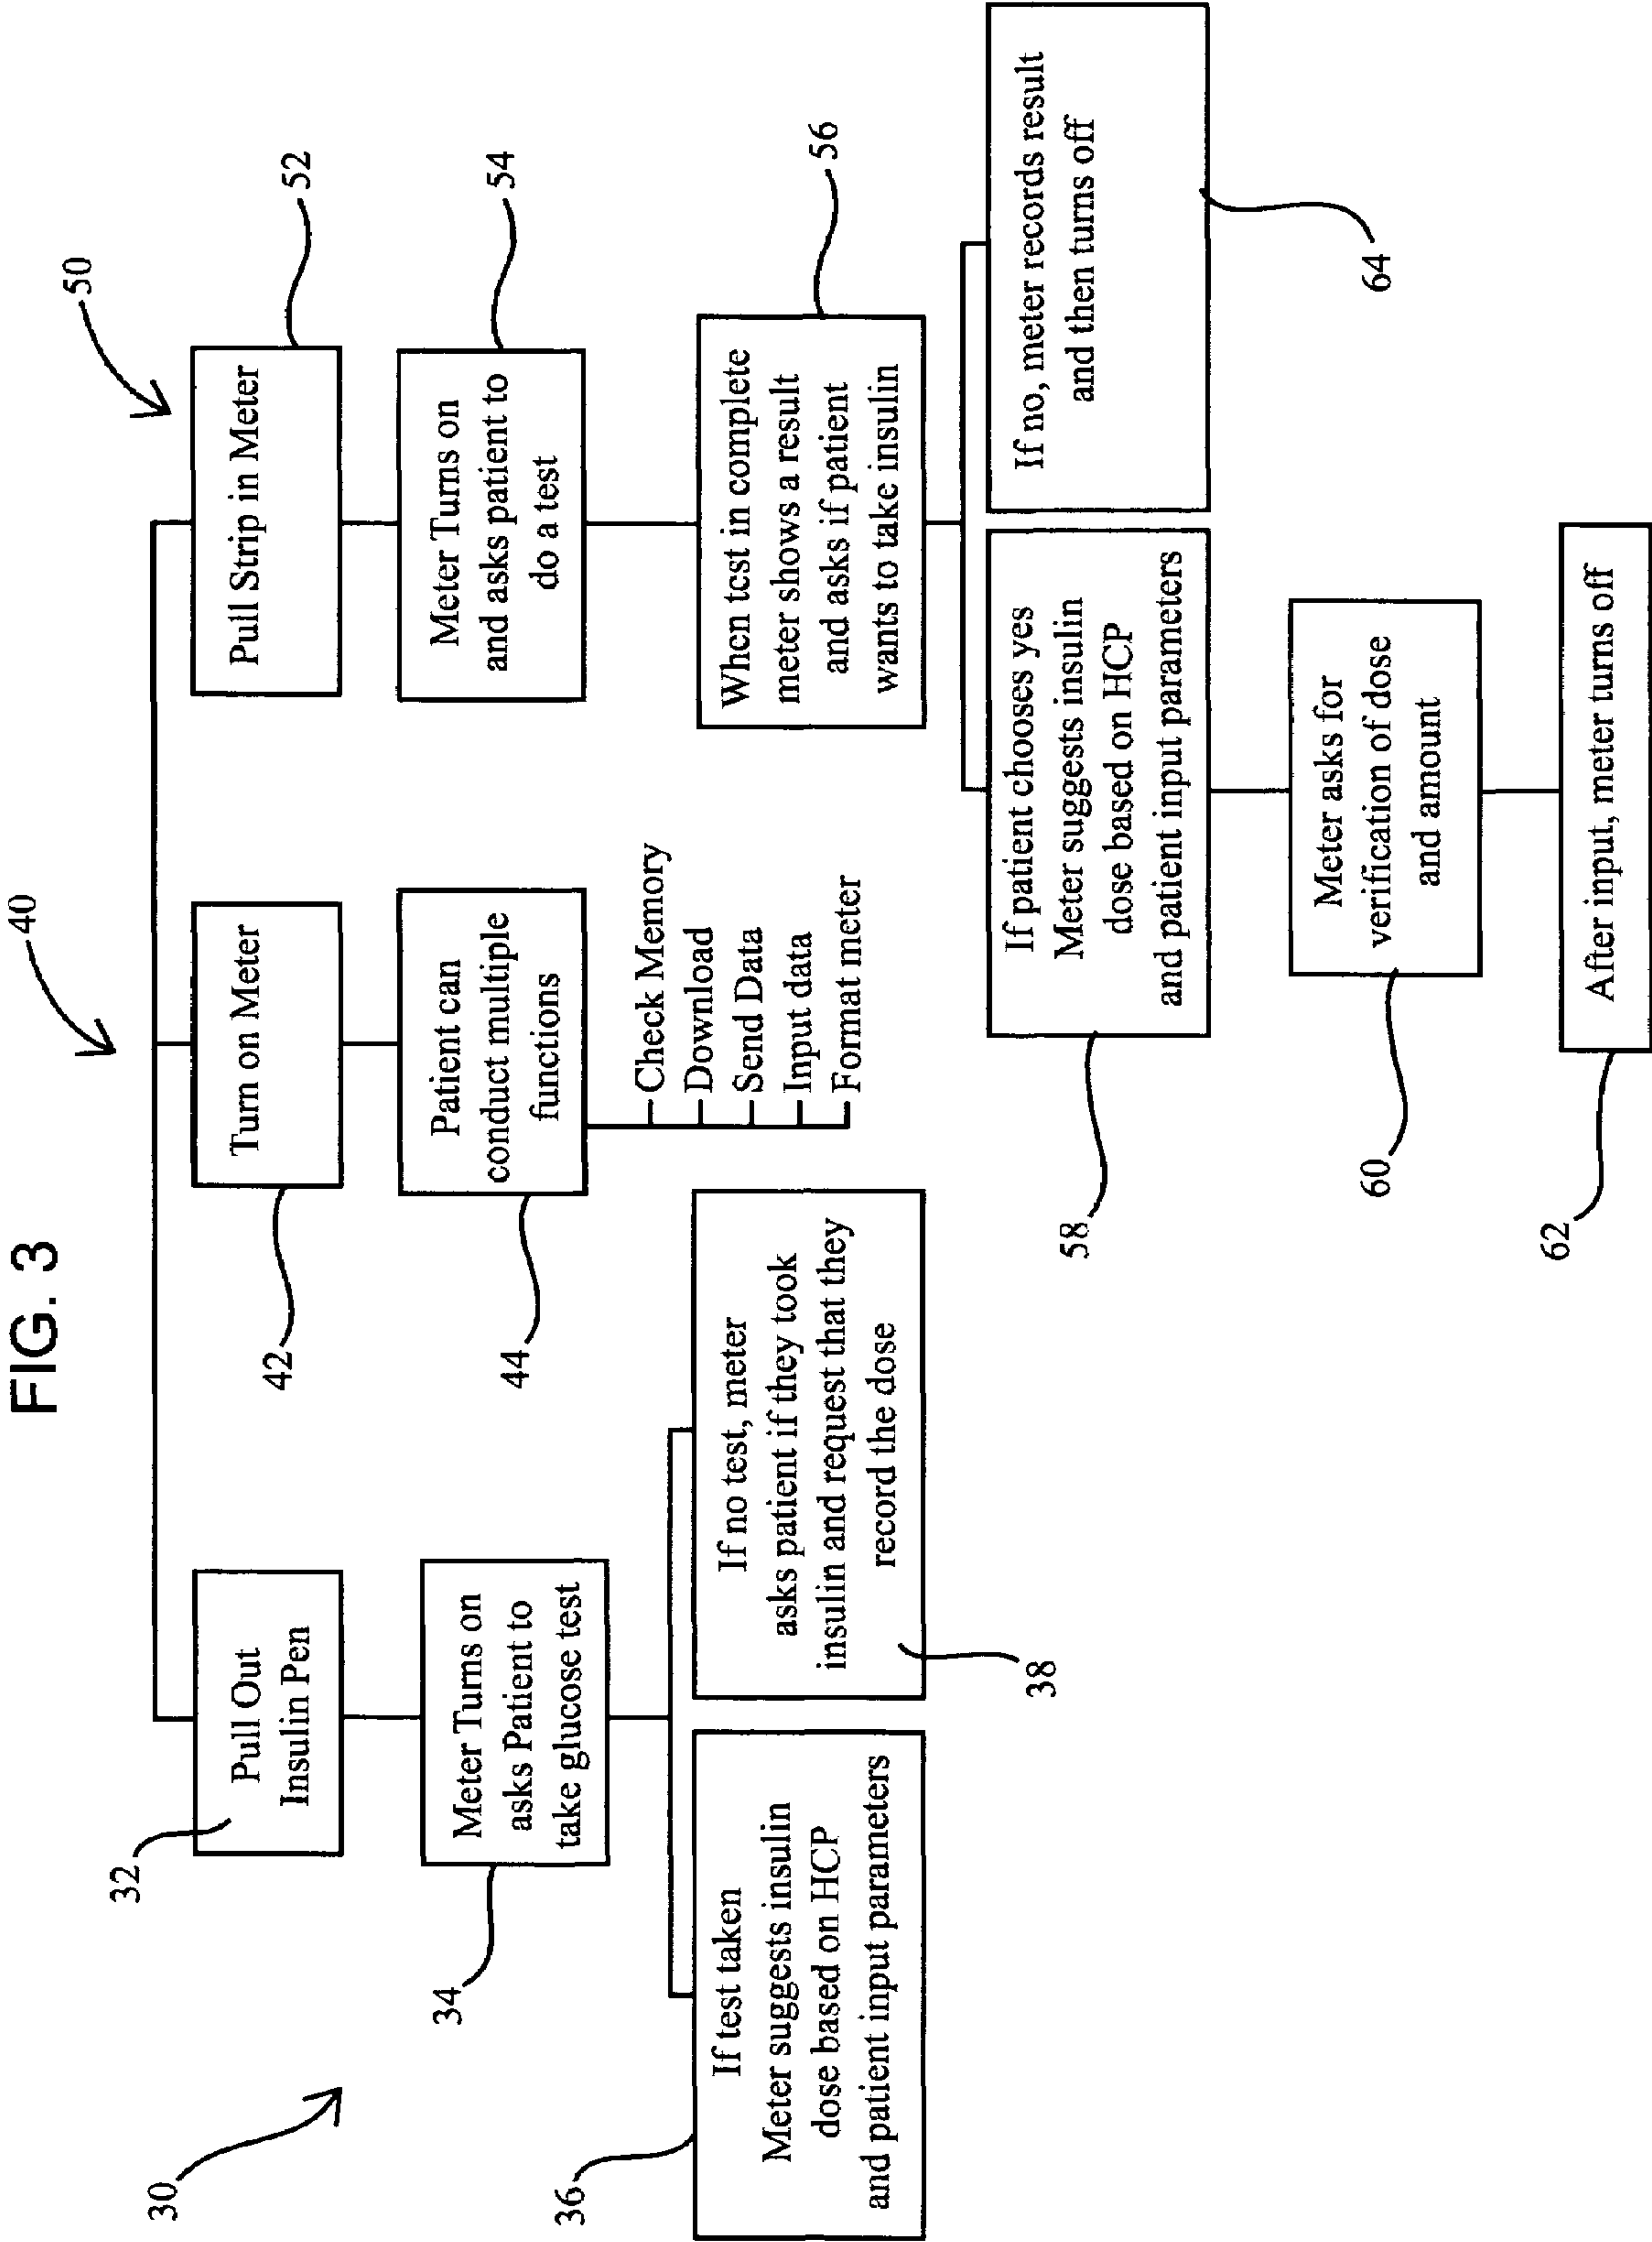 FIG. 3
30
40
50
Pull Out
Insulin Pen
32
Meter Turns on
asks Patient to
take glucose test
34
If test taken
Meter suggests insulin
dose based on HCP
and patient input parameters
36
If no test, meter
asks patient if they took
insulin and request that they
record the dose
38
Turn on Meter
42
Patient can
conduct multiple
functions
44
Check Memory
Download
Send Data
Input data
Format meter
Pull Strip in Meter
52
Meter Turns on
and asks patient to
do a test
54
When test in complete
meter shows a result
and asks if patient
wants to take insulin
56
If patient chooses yes
Meter suggests insulin
dose based on HCP
and patient input parameters
58
Meter asks for
verification of dose
and amount
60
After input, meter turns off
62
If no, meter records result
and then turns off
64